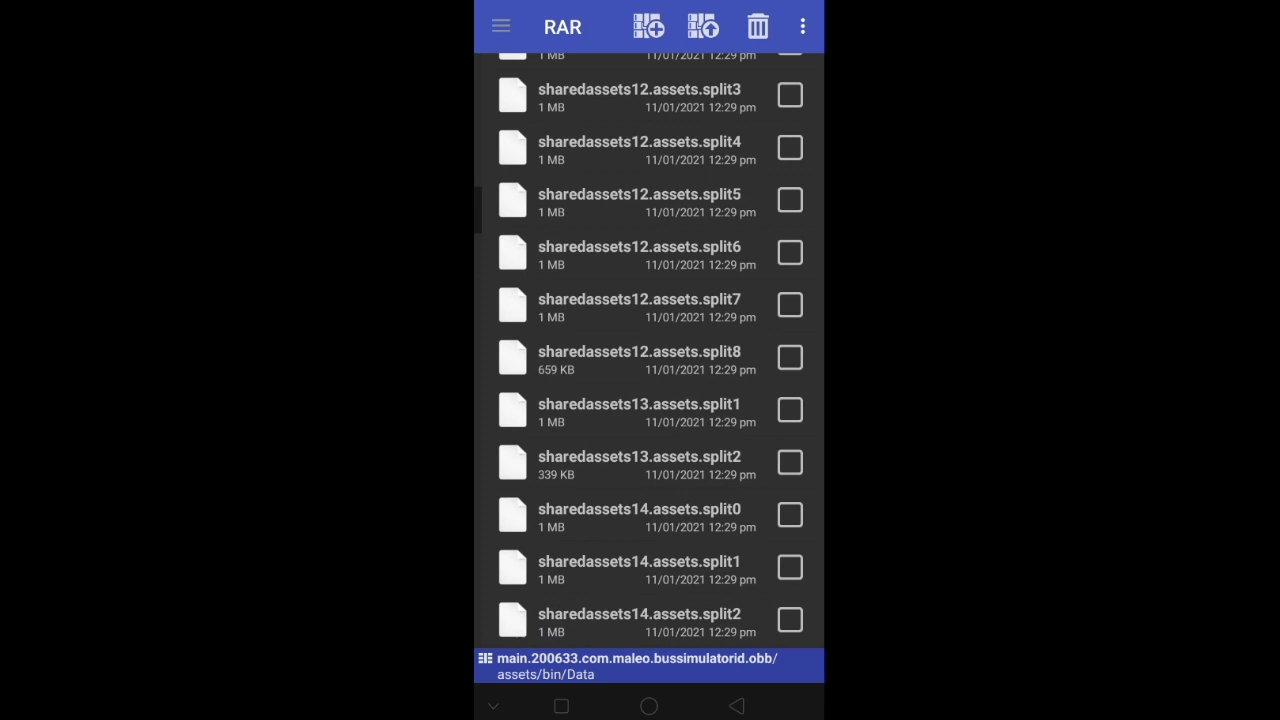 RAR
1 MB 11/01/2021 12:29 pm
sharedassets12.assets.split3
1 MB 11/01/2021 12:29 pm
sharedassets12.assets.split4
1 MB 11/01/2021 12:29 pm
sharedassets12.assets.split5
1 MB 11/01/2021 12:29 pm
sharedassets12.assets.split6
1 MB 11/01/2021 12:29 pm
sharedassets12.assets.split7
1 MB 11/01/2021 12:29 pm
sharedassets12.assets.split8
659 KB 11/01/2021 12:29 pm
sharedassets13.assets.split1
1 MB 11/01/2021 12:29 pm
sharedassets13.assets.split2
339 KB 11/01/2021 12:29 pm
sharedassets14.assets.split0
1 MB 11/01/2021 12:29 pm
sharedassets14.assets.split1
1 MB 11/01/2021 12:29 pm
sharedassets14.assets.split2
1 MB 11/01/2021 12:29 pm
main.200633.com.maleo.bussimulatorid.obb/
assets/bin/Data